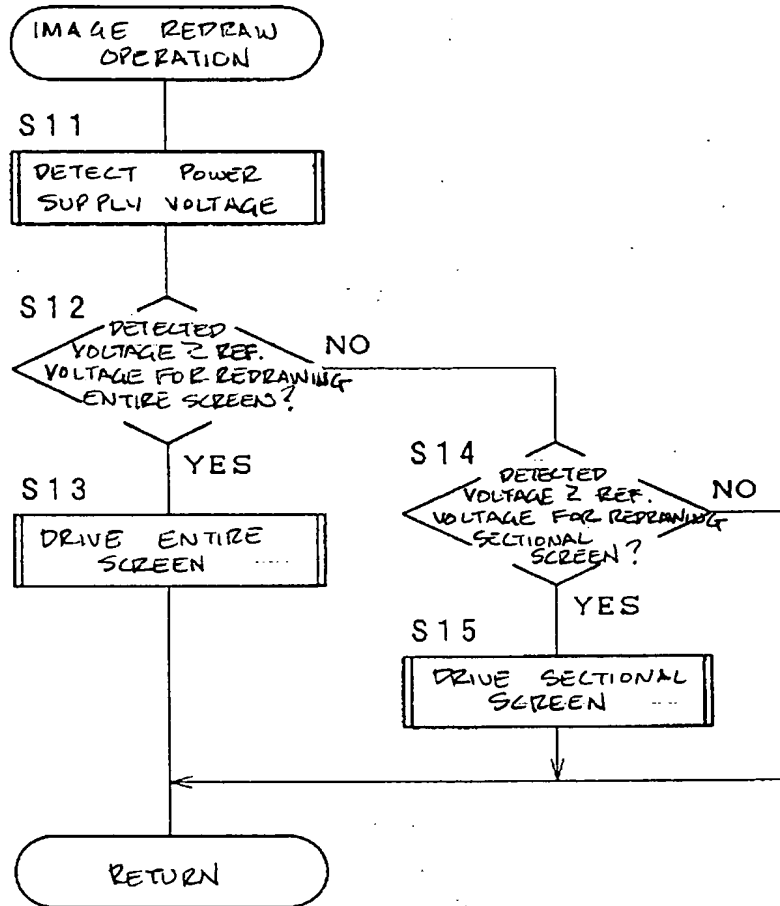 IMAGE REDRAW
OPERATION
S11
DETECT POWER
SUPPLY VOLTAGE
S12
DETECTED
VOLTAGE ≥ REF.
VOLTAGE FOR REDRAWING
ENTIRE SCREEN?
NO
YES
S13
DRIVE ENTIRE
SCREEN
S14
DETECTED
VOLTAGE ≥ REF.
VOLTAGE FOR REDRAWING
SECTIONAL
SCREEN?
NO
YES
S15
DRIVE SECTIONAL
SCREEN
RETURN